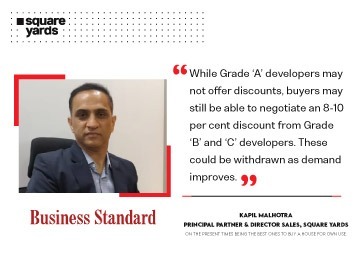 square
yards
“ While Grade ‘A’ developers may
not offer discounts, buyers may
still be able to negotiate an 8-10
per cent discount from Grade
‘B’ and ‘C’ developers. These
could be withdrawn as demand
improves. ”
Business Standard
KAPIL MALHOTRA
PRINCIPAL PARTNER & DIRECTOR SALES, SQUARE YARDS
ON THE PRESENT TIMES BEING THE BEST ONES TO BUY A HOUSE FOR OWN USE.